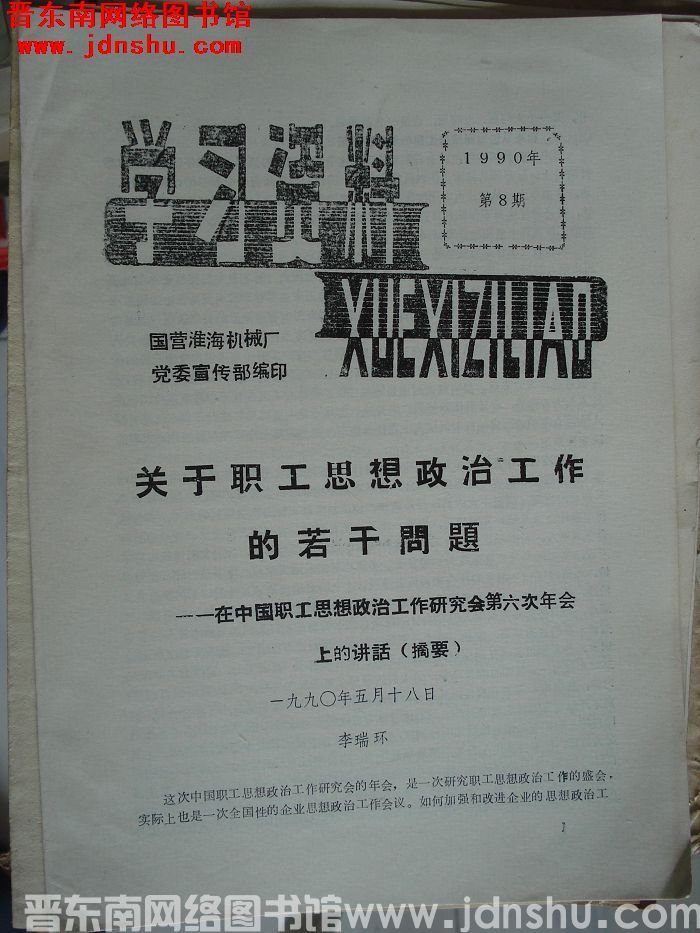 晋东南网络图书馆
www.jdnshu.com
学习资料
1990年
第8期
XUEXIZILIAO
国营淮海机械厂
党委宣传部编印
关于职工思想政治工作
的若干問題
——在中国职工思想政治工作研究会第六次年会
上的讲話（摘要）
一九九〇年五月十八日
李瑞环
这次中国职工思想政治工作研究会的年会，是一次研究职工思想政治工作的盛会，
实际上也是一次全国性的企业思想政治工作会议。如何加强和改进企业的思想政治工
1
晋东南网络图书馆 www.jdnshu.com